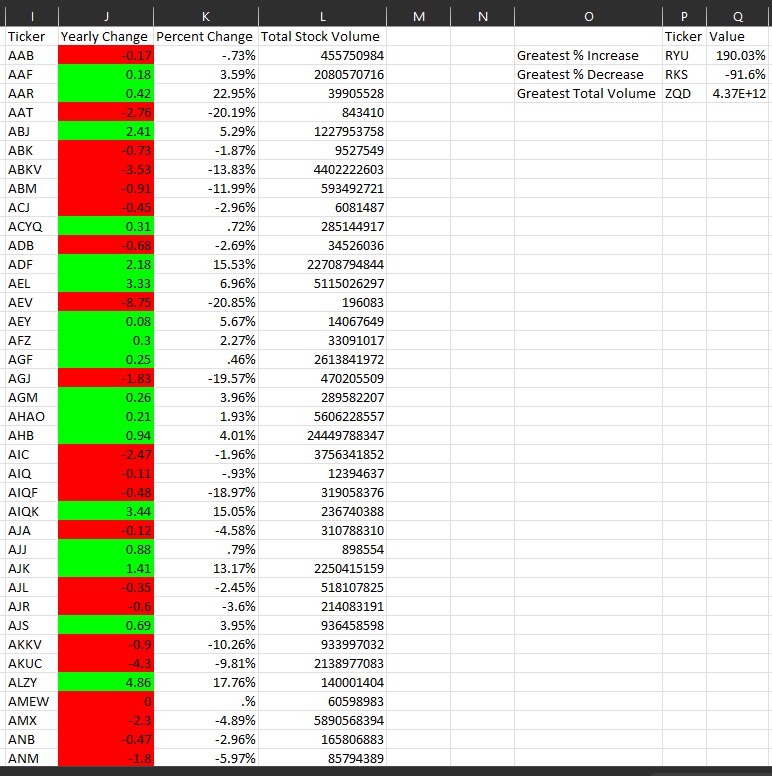 I J K L M N O P Q
Ticker Yearly Change Percent Change Total Stock Volume Ticker Value
AAB -0.17 -.73% 455750984 Greatest % Increase RYU 190.03%
AAF 0.18 3.59% 2080570716 Greatest % Decrease RKS -91.6%
AAR 0.42 22.95% 39905528 Greatest Total Volume ZQD 4.37E+12
AAT -2.76 -20.19% 843410
ABJ 2.41 5.29% 1227953758
ABK -0.73 -1.87% 9527549
ABKV -3.53 -13.83% 4402222603
ABM -0.91 -11.99% 593492721
ACJ -0.45 -2.96% 6081487
ACYQ 0.31 .72% 285144917
ADB -0.68 -2.69% 34526036
ADF 2.18 15.53% 22708794844
AEL 3.33 6.96% 5115026297
AEV -8.75 -20.85% 196083
AEY 0.08 5.67% 14067649
AFZ 0.3 2.27% 33091017
AGF 0.25 .46% 2613841972
AGJ -1.83 -19.57% 470205509
AGM 0.26 3.96% 289582207
AHAO 0.21 1.93% 5606228557
AHB 0.94 4.01% 24449788347
AIC -2.47 -1.96% 3756341852
AIQ -0.11 -.93% 12394637
AIQF -0.48 -18.97% 319058376
AIQK 3.44 15.05% 236740388
AJA -0.12 -4.58% 310788310
AJJ 0.88 .79% 898554
AJK 1.41 13.17% 2250415159
AJL -0.35 -2.45% 518107825
AJR -0.6 -3.6% 214083191
AJS 0.69 3.95% 936458598
AKKV -0.9 -10.26% 933997032
AKUC -4.3 -9.81% 2138977083
ALZY 4.86 17.76% 140001404
AMEW 0 .% 60598983
AMX -2.3 -4.89% 5890568394
ANB -0.47 -2.96% 165806883
ANM -1.8 -5.97% 85794389